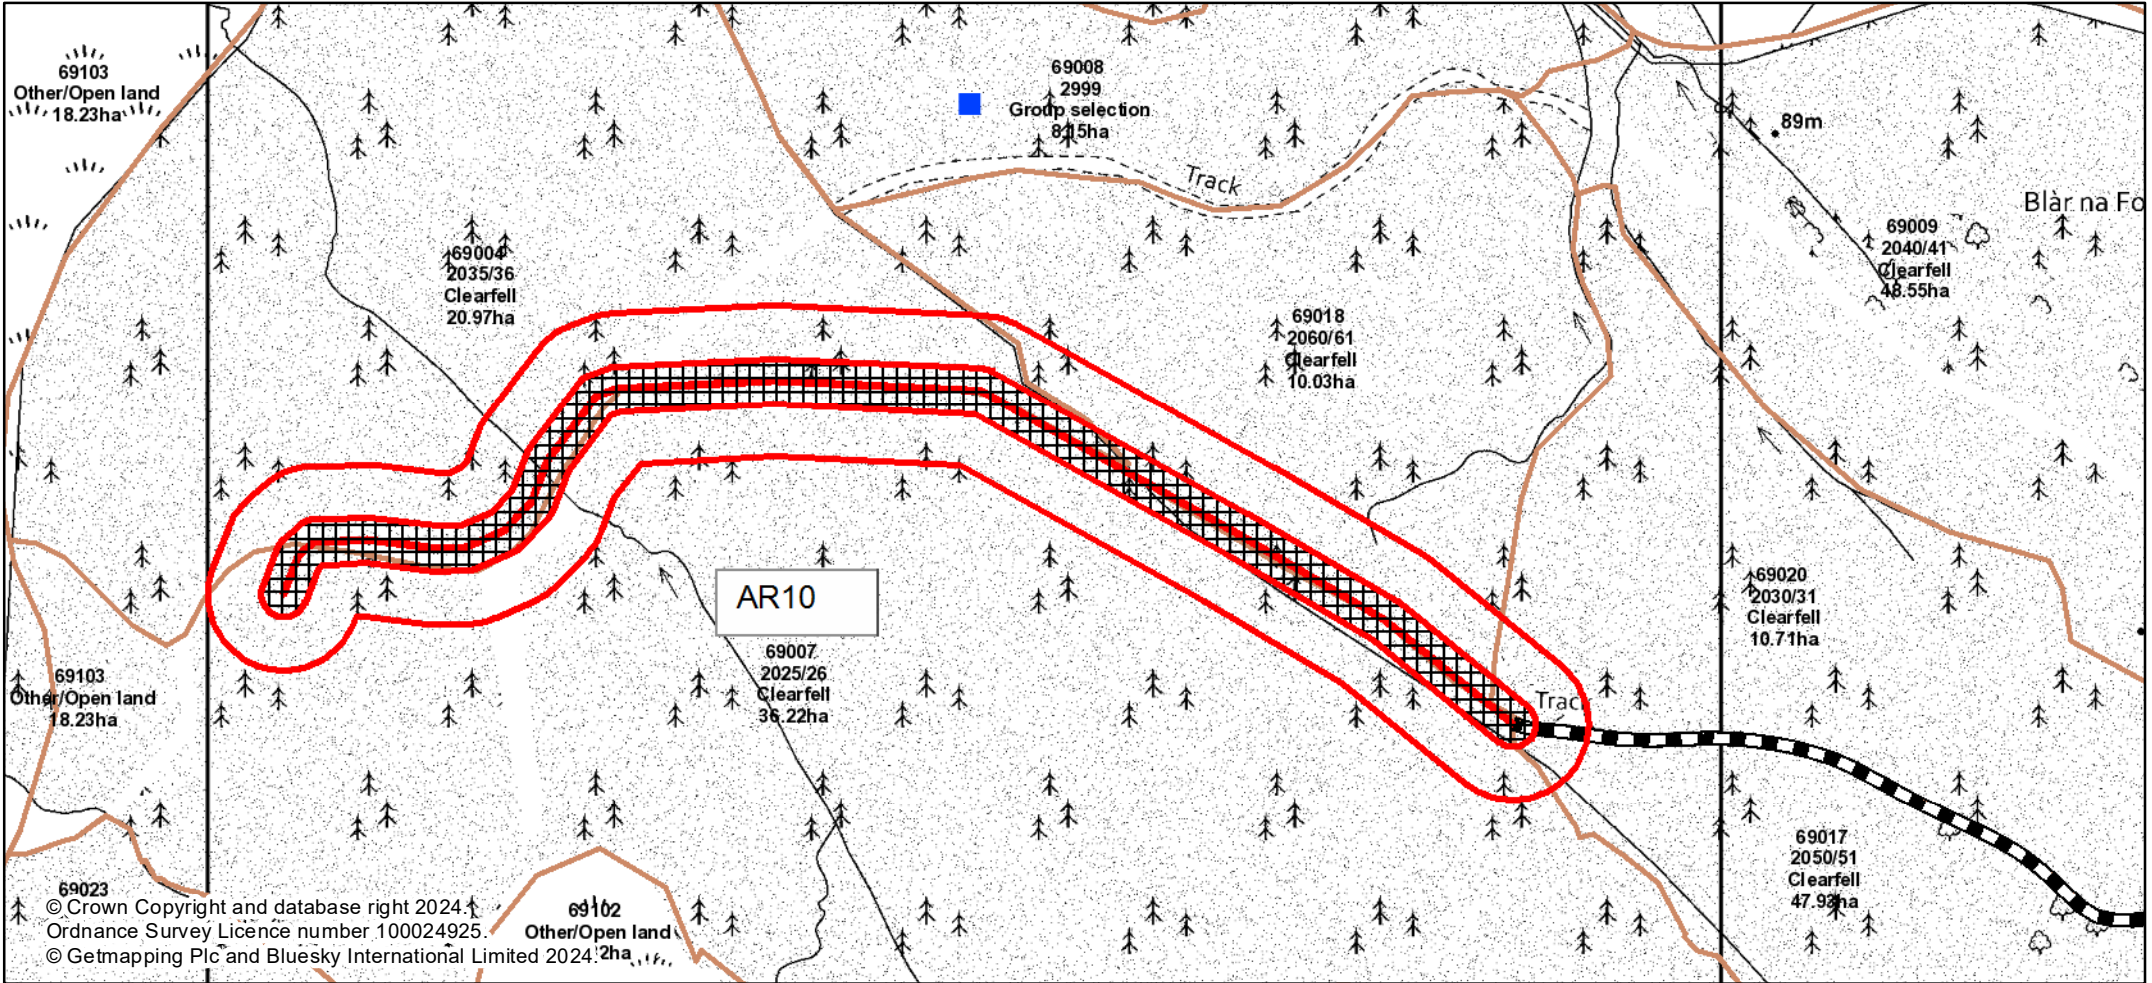 69103
Other/Open land
18.23ha
69008
2999
Group selection
8.15ha
89m
Track
Blàr na Fo
69009
2040/41
Clearfell
48.55ha
69004
2035/36
Clearfell
20.97ha
69018
2060/61
Clearfell
10.03ha
AR10
69020
2030/31
Clearfell
10.71ha
69007
2025/26
Clearfell
36.22ha
69103
Other/Open land
18.23ha
Track
69017
2050/51
Clearfell
47.93ha
69023
69102
Other/Open land
2ha
© Crown Copyright and database right 2024.
Ordnance Survey Licence number 100024925.
© Getmapping Plc and Bluesky International Limited 2024.